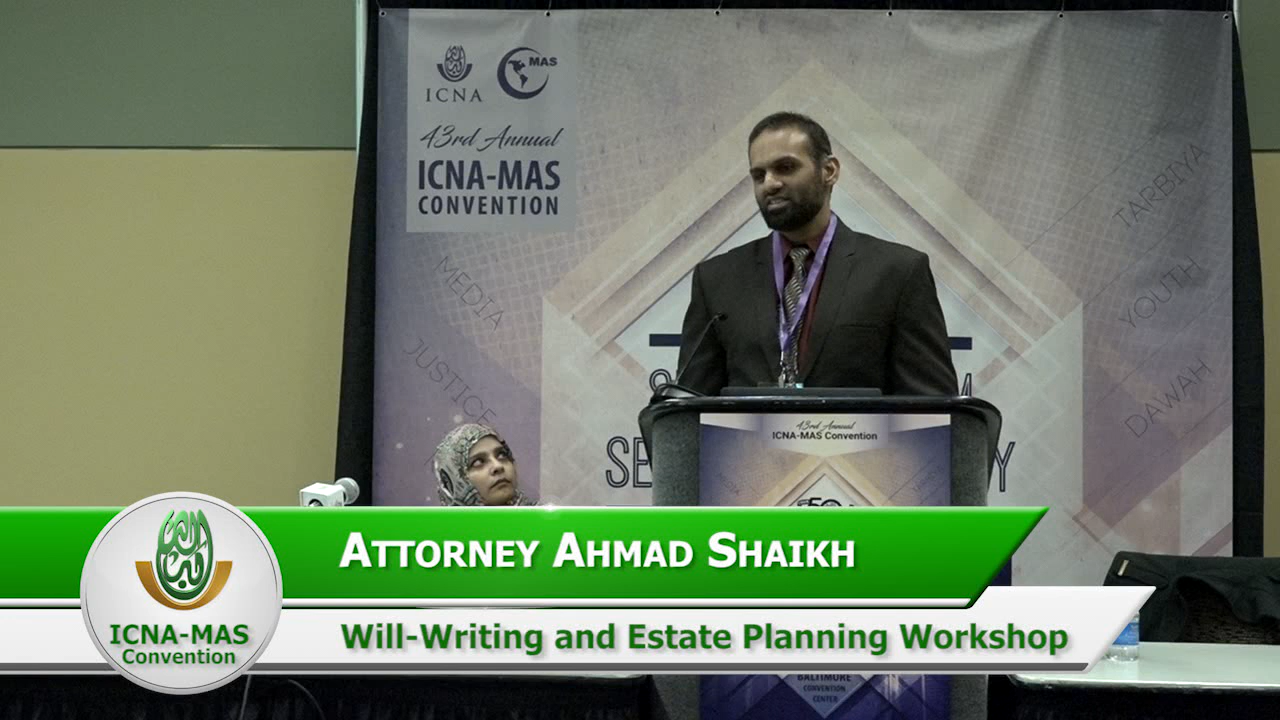 ICNA
MAS
43rd Annual
ICNA-MAS
CONVENTION
MEDIA
JUSTICE
TARBIYA
YOUTH
DAWAH
43rd Annual
ICNA-MAS Convention
ATTORNEY AHMAD SHAIKH
Will-Writing and Estate Planning Workshop
ICNA-MAS
Convention
BALTIMORE
CONVENTION
CENTER